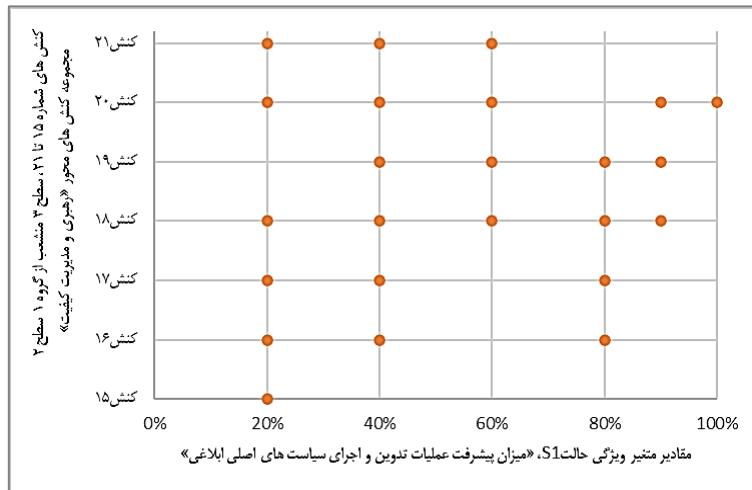 کنش های شماره ۱۵ تا ۲۱، سطح ۳ منشعب از گروه ۱ سطح ۲
مجموعه کنش های محور «رهبری و مدیریت کیفیت»
کنش۲۱
کنش۲۰
کنش۱۹
کنش۱۸
کنش۱۷
کنش۱۶
کنش۱۵
0% 20% 40% 60% 80% 100%
مقادیر متغیر ویژگی حالت S1، «میزان پیشرفت عملیات تدوین و اجرای سیاست های اصلی ابلاغی»